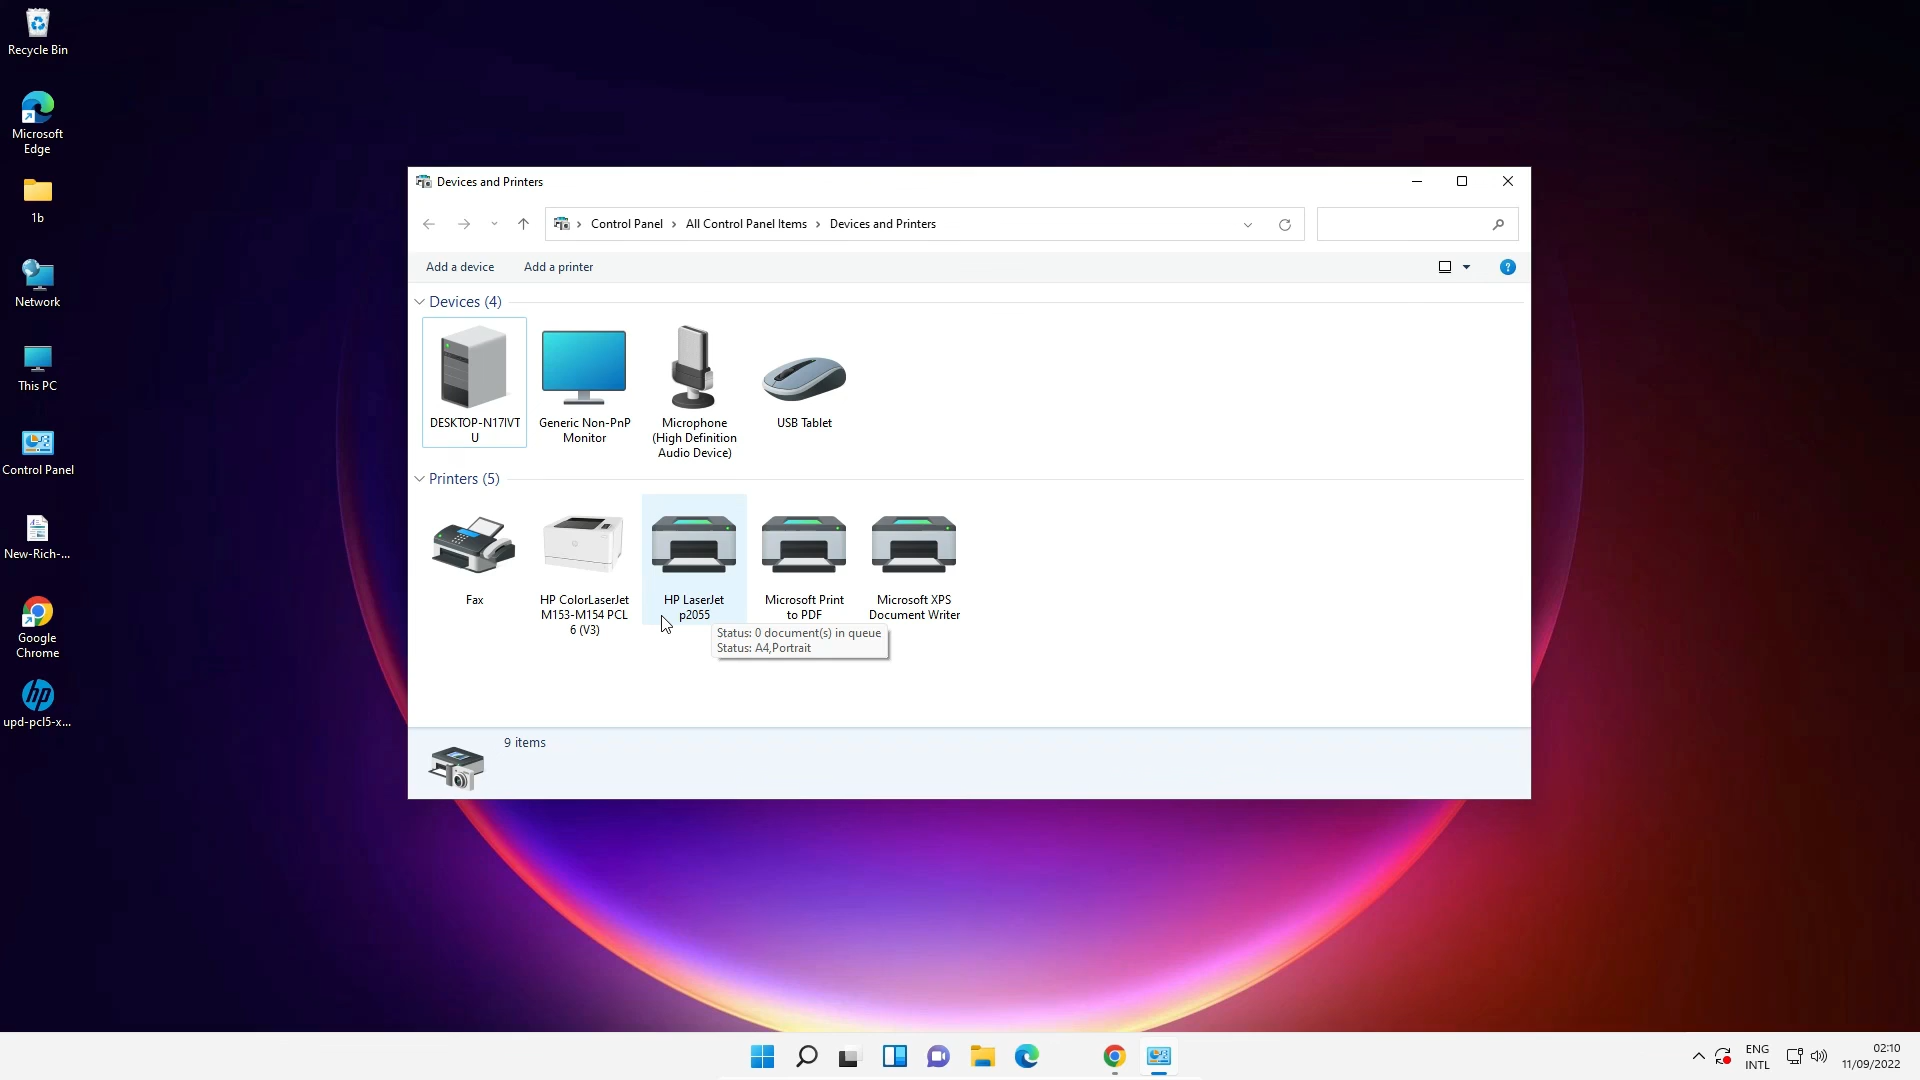 Recycle Bin
Microsoft
Edge
1b
Network
This PC
Control Panel
New-Rich-...
Google
Chrome
hp
upd-pcl5-x...
Devices and Printers
Control Panel > All Control Panel Items > Devices and Printers
Add a device Add a printer
?
Devices (4)
DESKTOP-N17IVT
U
Generic Non-PnP
Monitor
Microphone
(High Definition
Audio Device)
USB Tablet
Printers (5)
Fax
HP ColorLaserJet
M153-M154 PCL
6 (V3)
HP LaserJet
p2055
Microsoft Print
to PDF
Microsoft XPS
Document Writer
Status: 0 document(s) in queue
Status: A4,Portrait
9 items
ENG
INTL
02:10
11/09/2022